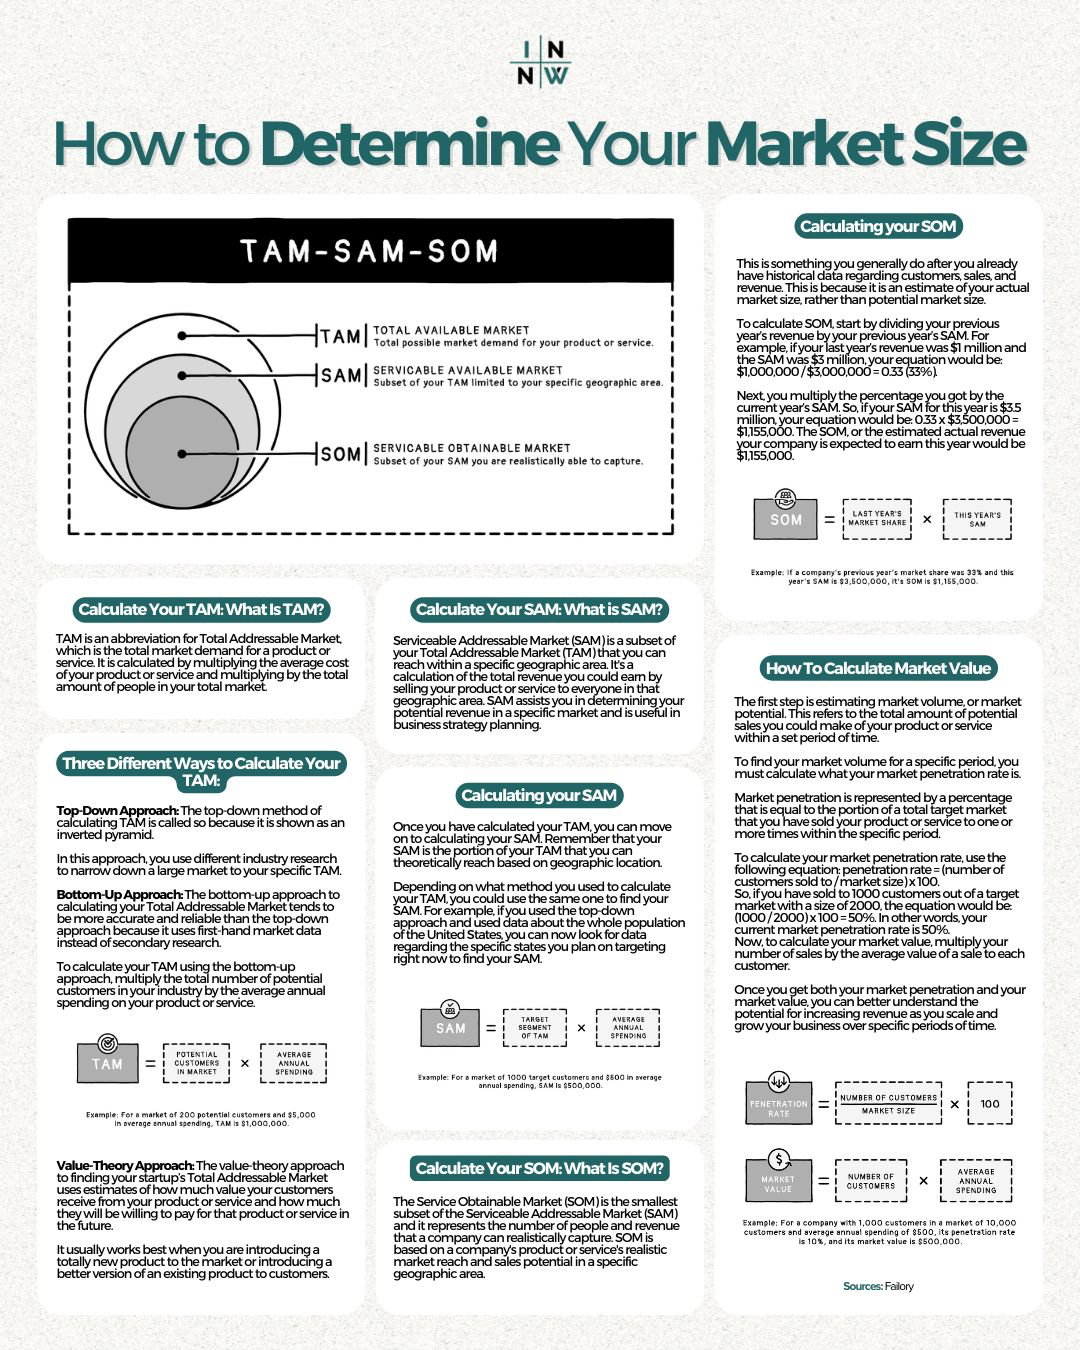 I N
N W
How to Determine Your Market Size
TAM-SAM-SOM
TAM
TOTAL AVAILABLE MARKET
Total possible market demand for your product or service.
SAM
SERVICABLE AVAILABLE MARKET
Subset of your TAM limited to your specific geographic area.
SOM
SERVICABLE OBTAINABLE MARKET
Subset of your SAM you are realistically able to capture.
Calculate Your TAM: What Is TAM?
TAM is an abbreviation for Total Addressable Market,
which is the total market demand for a product or
service. It is calculated by multiplying the average cost
of your product or service and multiplying by the total
amount of people in your total market.
Three Different Ways to Calculate Your
TAM:
Top-Down Approach: The top-down method of
calculating TAM is called so because it is shown as an
inverted pyramid.
In this approach, you use different industry research
to narrow down a large market to your specific TAM.
Bottom-Up Approach: The bottom-up approach to
calculating your Total Addressable Market tends to
be more accurate and reliable than the top-down
approach because it uses first-hand market data
instead of secondary research.
To calculate your TAM using the bottom-up
approach, multiply the total number of potential
customers in your industry by the average annual
spending on your product or service.
TAM
=
POTENTIAL
CUSTOMERS
IN MARKET
×
AVERAGE
ANNUAL
SPENDING
Example: For a market of 200 potential customers and $5,000
in average annual spending, TAM is $1,000,000.
Value-Theory Approach: The value-theory approach
to finding your startup's Total Addressable Market
uses estimates of how much value your customers
receive from your product or service and how much
they will be willing to pay for that product or service in
the future.
It usually works best when you are introducing a
totally new product to the market or introducing a
better version of an existing product to customers.
Calculate Your SAM: What is SAM?
Serviceable Addressable Market (SAM) is a subset of
your Total Addressable Market (TAM) that you can
reach within a specific geographic area. It's a
calculation of the total revenue you could earn by
selling your product or service to everyone in that
geographic area. SAM assists you in determining your
potential revenue in a specific market and is useful in
business strategy planning.
Calculating your SAM
Once you have calculated your TAM, you can move
on to calculating your SAM. Remember that your
SAM is the portion of your TAM that you can
theoretically reach based on geographic location.
Depending on what method you used to calculate
your TAM, you could use the same one to find your
SAM. For example, if you used the top-down
approach and used data about the whole population
of the United States, you can now look for data
regarding the specific states you plan on targeting
right now to find your SAM.
SAM
=
TARGET
SEGMENT
OF TAM
×
AVERAGE
ANNUAL
SPENDING
Example: For a market of 1000 target customers and $500 in average
annual spending, SAM is $500,000.
Calculate Your SOM: What Is SOM?
The Service Obtainable Market (SOM) is the smallest
subset of the Serviceable Addressable Market (SAM)
and it represents the number of people and revenue
that a company can realistically capture. SOM is
based on a company's product or service's realistic
market reach and sales potential in a specific
geographic area.
Calculating your SOM
This is something you generally do after you already
have historical data regarding customers, sales, and
revenue. This is because it is an estimate of your actual
market size, rather than potential market size.
To calculate SOM, start by dividing your previous
year's revenue by your previous year's SAM. For
example, if your last year's revenue was $1 million and
the SAM was $3 million, your equation would be:
$1,000,000 / $3,000,000 = 0.33 (33%).
Next, you multiply the percentage you got by the
current year's SAM. So, if your SAM for this year is $3.5
million, your equation would be: 0.33 x $3,500,000 =
$1,155,000. The SOM, or the estimated actual revenue
your company is expected to earn this year would be
$1,155,000.
SOM
=
LAST YEAR'S
MARKET SHARE
×
THIS YEAR'S
SAM
Example: If a company's previous year's market share was 33% and this
year's SAM is $3,500,000, it's SOM is $1,155,000.
How To Calculate Market Value
The first step is estimating market volume, or market
potential. This refers to the total amount of potential
sales you could make of your product or service
within a set period of time.
To find your market volume for a specific period, you
must calculate what your market penetration rate is.
Market penetration is represented by a percentage
that is equal to the portion of a total target market
that you have sold your product or service to one or
more times within the specific period.
To calculate your market penetration rate, use the
following equation: penetration rate = (number of
customers sold to / market size) x 100.
So, if you have sold to 1000 customers out of a target
market with a size of 2000, the equation would be:
(1000 / 2000) x 100 = 50%. In other words, your
current market penetration rate is 50%.
Now, to calculate your market value, multiply your
number of sales by the average value of a sale to each
customer.
Once you get both your market penetration and your
market value, you can better understand the
potential for increasing revenue as you scale and
grow your business over specific periods of time.
PENETRATION
RATE
=
NUMBER OF CUSTOMERS
MARKET SIZE
×
100
$
MARKET
VALUE
=
NUMBER OF
CUSTOMERS
×
AVERAGE
ANNUAL
SPENDING
Example: For a company with 1,000 customers in a market of 10,000
customers and average annual spending of $500, its penetration rate
is 10%, and its market value is $500,000.
Sources: Failory